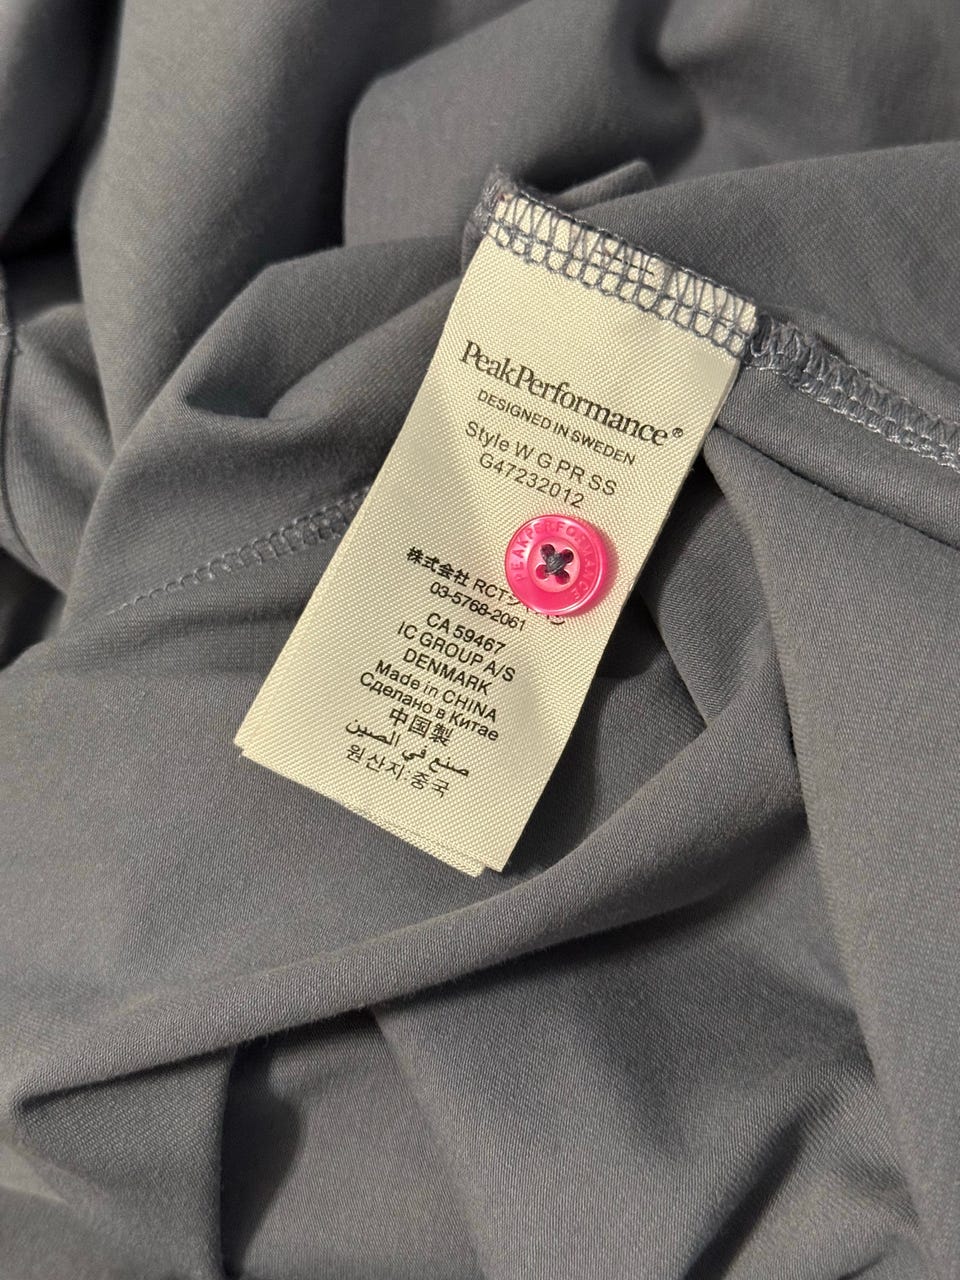 PeakPerformance®
DESIGNED IN SWEDEN
Style W G PR SS
G47232012
PEAKPERFORMANCE
株式会社 RCT
03-5768-2061
CA 59467
IC GROUP A/S
DENMARK
Made in CHINA
Сделано в Китае
中国製
صنع في الصين
원산지:중국